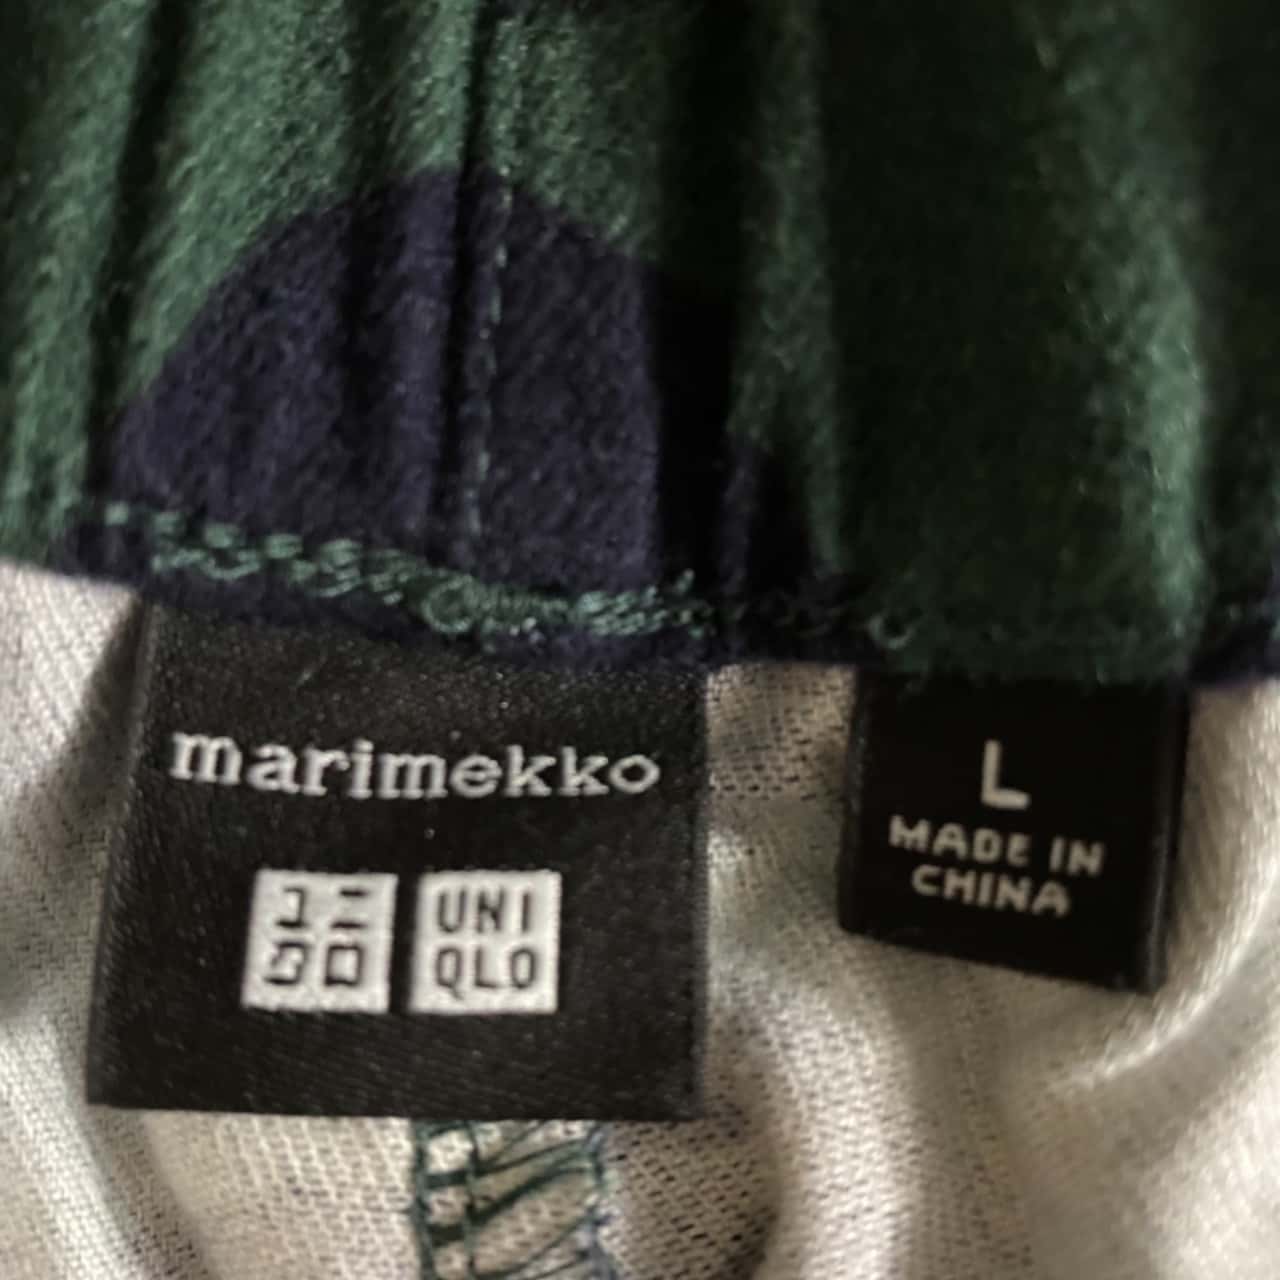 marimekko
ユニ
クロ
UNI
QLO
L
MADE IN
CHINA